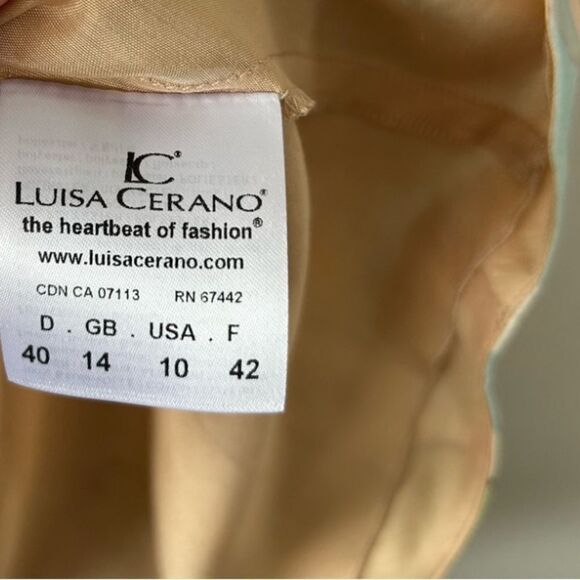 LC®
LUISA CERANO®
the heartbeat of fashion®
www.luisacerano.com
CDN CA 07113 RN 67442
D . GB . USA . F
40 14 10 42